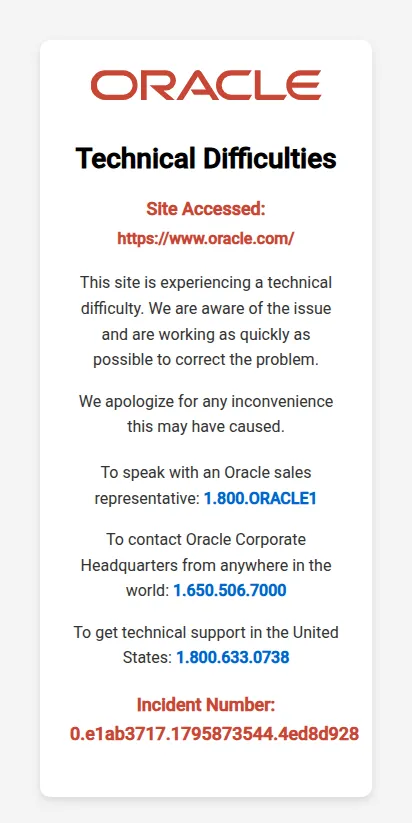 ORACLE
Technical Difficulties
Site Accessed:
https://www.oracle.com/
This site is experiencing a technical
difficulty. We are aware of the issue
and are working as quickly as
possible to correct the problem.
We apologize for any inconvenience
this may have caused.
To speak with an Oracle sales
representative: 1.800.ORACLE1
To contact Oracle Corporate
Headquarters from anywhere in the
world: 1.650.506.7000
To get technical support in the United
States: 1.800.633.0738
Incident Number:
0.e1ab3717.1795873544.4ed8d928